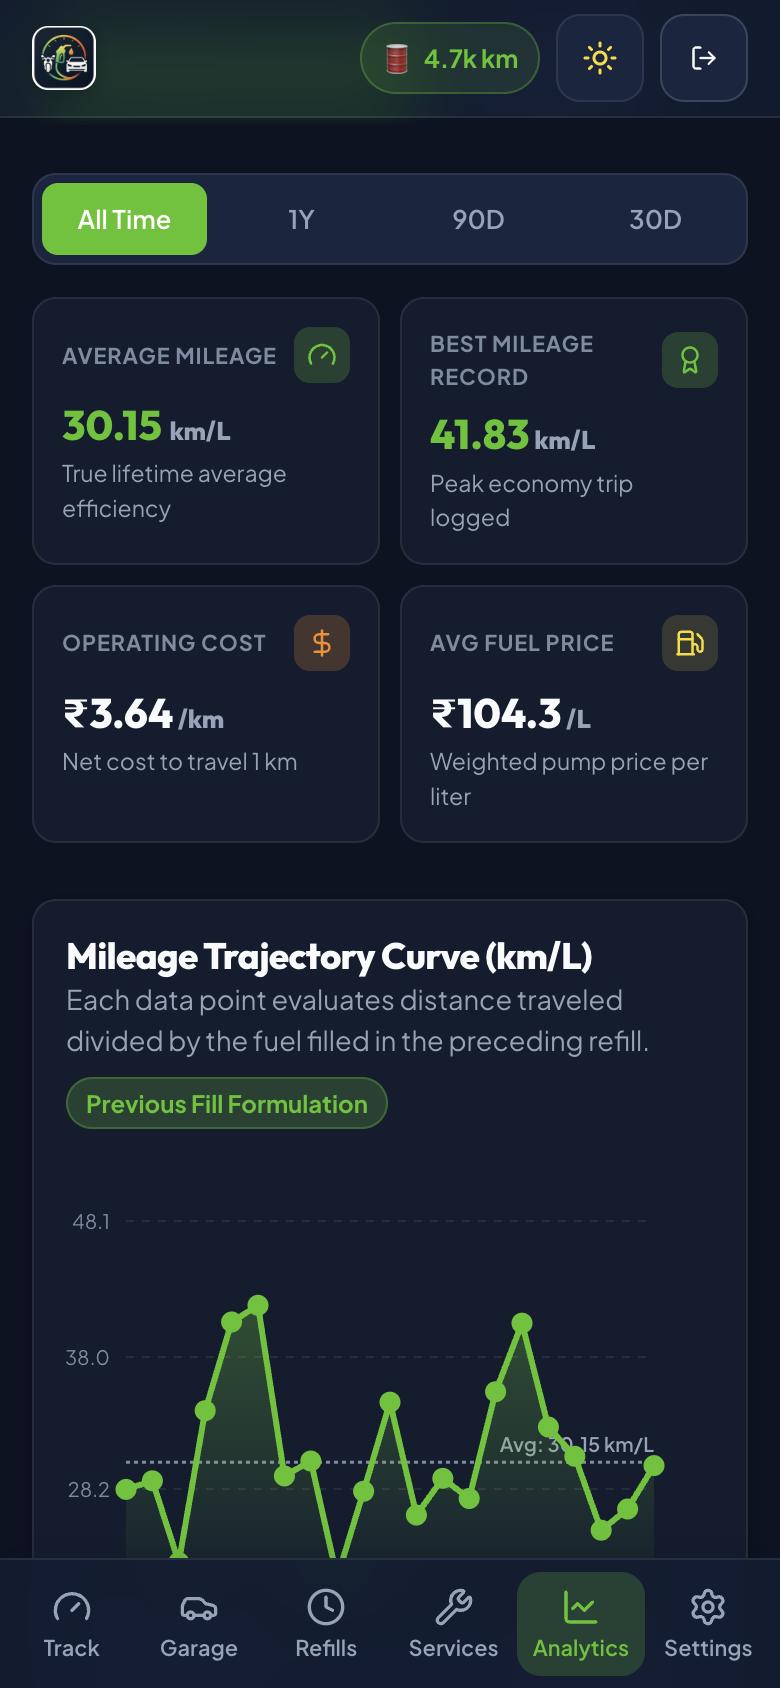 4.7k km
All Time 1Y 90D 30D
AVERAGE MILEAGE
30.15 km/L
True lifetime average
efficiency
BEST MILEAGE
RECORD
41.83 km/L
Peak economy trip
logged
OPERATING COST
₹3.64 /km
Net cost to travel 1 km
AVG FUEL PRICE
₹104.3 /L
Weighted pump price per
liter
Mileage Trajectory Curve (km/L)
Each data point evaluates distance traveled
divided by the fuel filled in the preceding refill.
Previous Fill Formulation
48.1
38.0
Avg: 30.15 km/L
28.2
Track Garage Refills Services Analytics Settings